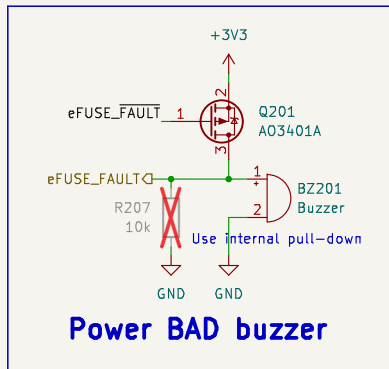 +3V3
2
eFUSE_FAULT 1 Q201
AO3401A
3
eFUSE_FAULT 1
+ BZ201
R207 2 Buzzer
10k
Use internal pull-down
GND GND
Power BAD buzzer